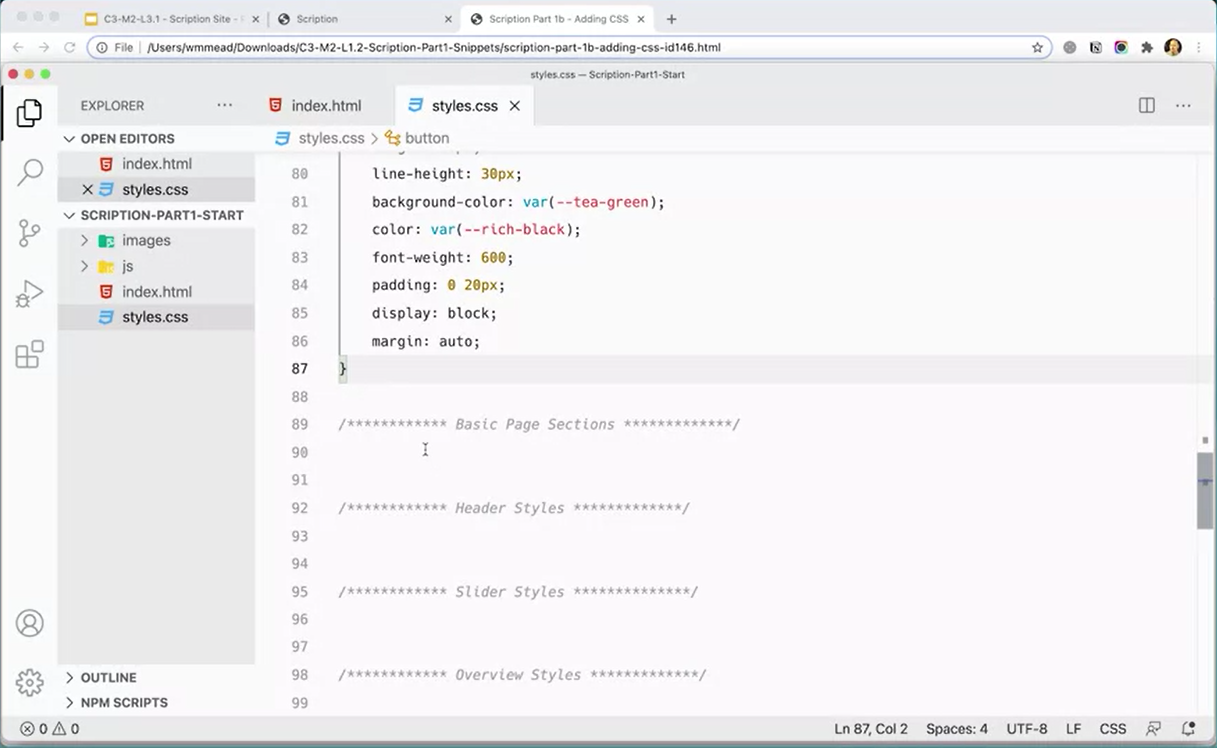 C3-M2-L3.1 - Scription Site -
Scription
Scription Part 1b - Adding CSS
File
/Users/wmmead/Downloads/C3-M2-L1.2-Scription-Part1-Snippets/scription-part-1b-adding-css-id146.html
styles.css — Scription-Part1-Start
EXPLORER
index.html
styles.css
OPEN EDITORS
styles.css > button
index.html
styles.css
SCRIPTION-PART1-START
images
js
index.html
styles.css
80 line-height: 30px;
81 background-color: var(--tea-green);
82 color: var(--rich-black);
83 font-weight: 600;
84 padding: 0 20px;
85 display: block;
86 margin: auto;
87 }
88
89 /************ Basic Page Sections *************/
90
91
92 /************ Header Styles *************/
93
94
95 /************ Slider Styles **************/
96
97
98 /************ Overview Styles *************/
99
OUTLINE
NPM SCRIPTS
0 0
Ln 87, Col 2 Spaces: 4 UTF-8 LF CSS